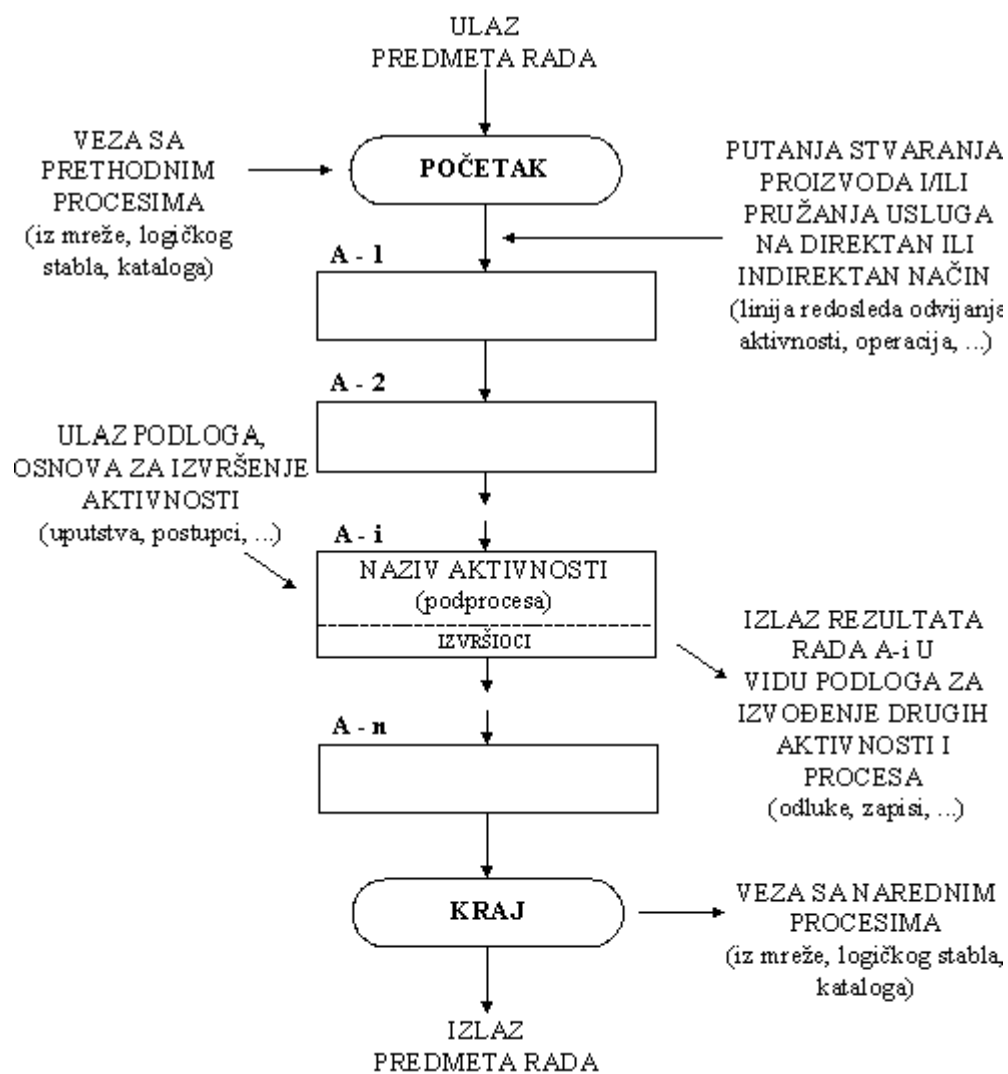 ULAZ
PREDMETA RADA
VEZA SA
PRETHODNIM
PROCESIMA
(iz mreže, logičkog
stabla, kataloga)
POČETAK
PUTANJA STVARANJA
PROIZVODA I/ILI
PRUŽANJA USLUGA
NA DIREKTAN ILI
INDIREKTAN NAČIN
(linija redosleda odvijanja
aktivnosti, operacija, ...)
A - 1
A - 2
ULAZ PODLOGA,
OSNOVA ZA IZVRŠENJE
AKTIVNOSTI
(uputstva, postupci, ...)
A - i
NAZIV AKTIVNOSTI
(podprocesa)
IZVRŠIOCI
IZLAZ REZULTATA
RADA A-i U
VIDU PODLOGA ZA
IZVOĐENJE DRUGIH
AKTIVNOSTI I
PROCESA
(odluke, zapisi, ...)
A - n
KRAJ
VEZA SA NAREDNIM
PROCESIMA
(iz mreže, logičkog stabla,
kataloga)
IZLAZ
PREDMETA RADA